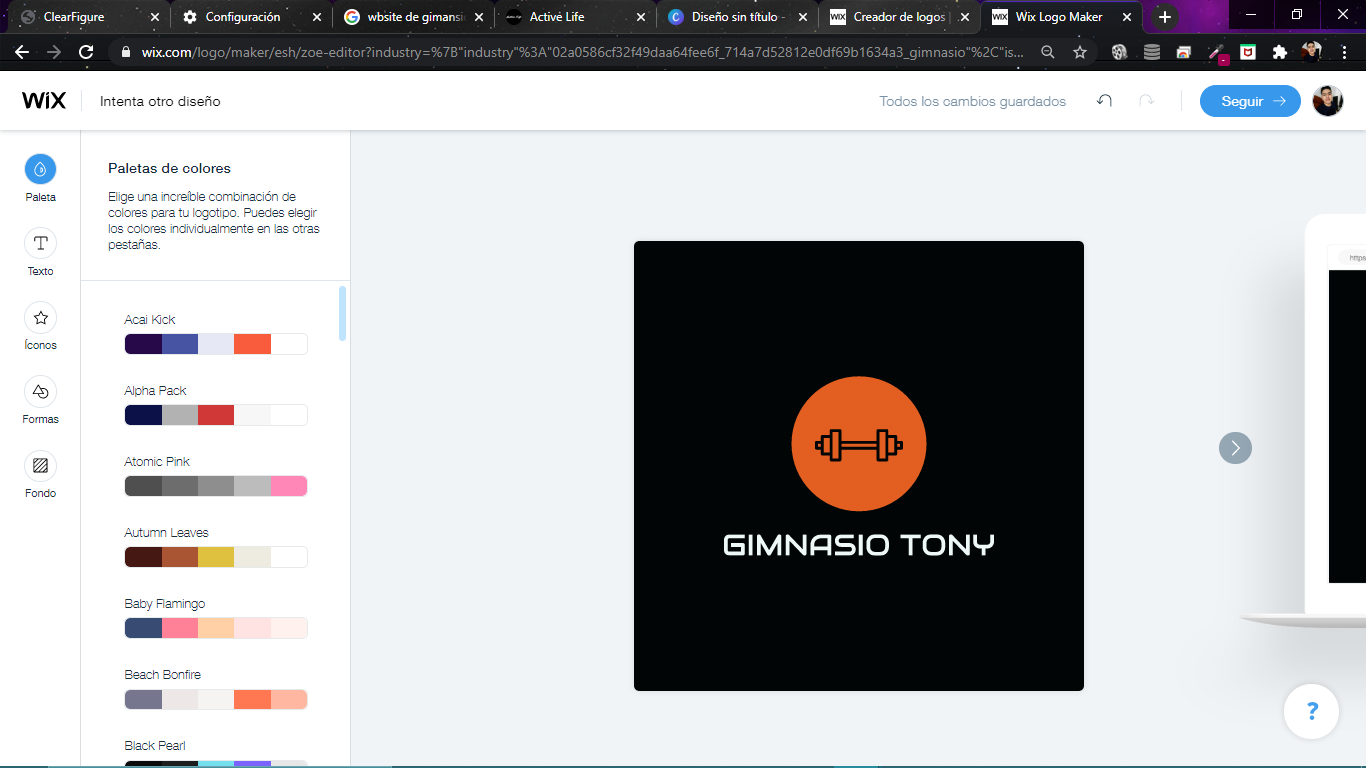 ClearFigure
Configuración
wbsite de gimansi
Active Life
Diseño sin título -
Creador de logos |
Wix Logo Maker
wix.com/logo/maker/esh/zoe-editor?industry=%7B"industry"%3A"02a0586cf32f49daa64fee6f_714a7d52812e0df69b1634a3_gimnasio"%2C"is...
WiX
Intenta otro diseño
Todos los cambios guardados
Seguir
Paleta
Texto
Íconos
Formas
Fondo
Paletas de colores
Elige una increíble combinación de
colores para tu logotipo. Puedes elegir
los colores individualmente en las otras
pestañas.
Acai Kick
Alpha Pack
Atomic Pink
Autumn Leaves
Baby Flamingo
Beach Bonfire
Black Pearl
GIMNASIO TONY
https
?